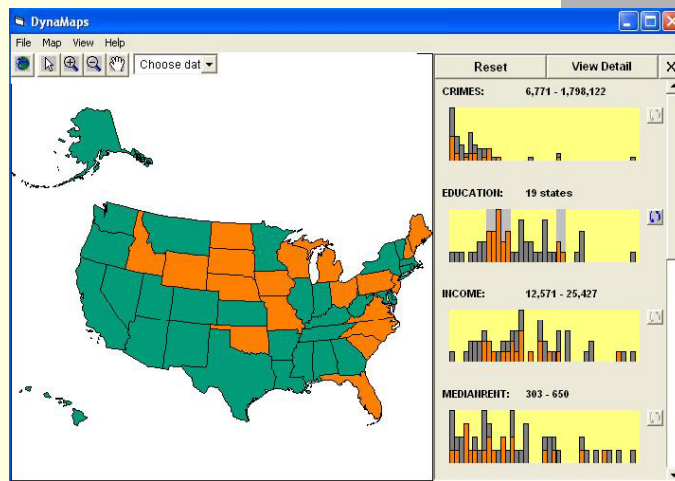 DynaMaps
File Map View Help
Choose dat
Reset View Detail X
CRIMES: 6,771 - 1,798,122
EDUCATION: 19 states
INCOME: 12,571 - 25,427
MEDIANRENT: 303 - 650